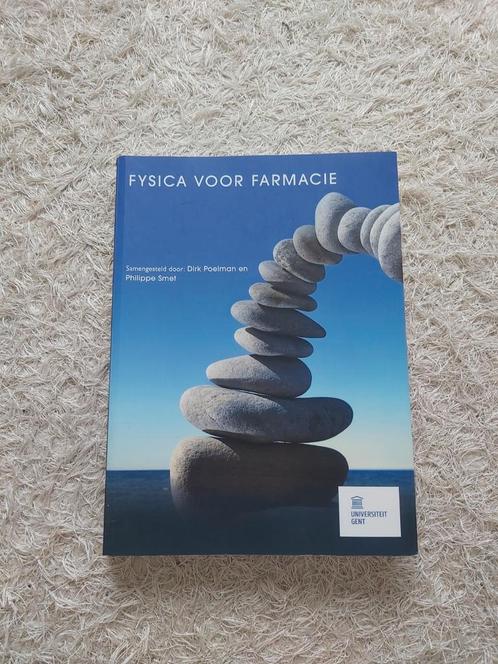 FYSICA VOOR FARMACIE
Samengesteld door: Dirk Poelman en
Philippe Smet
UNIVERSITEIT
GENT